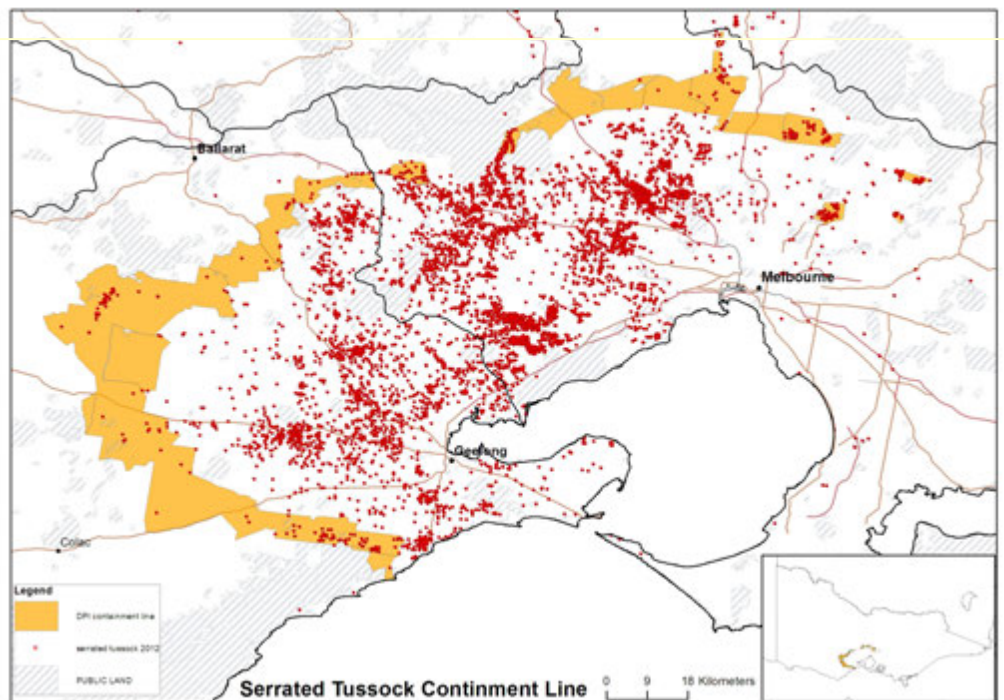 Ballarat
Melbourne
Geelong
Colac
Legend
DPI containment line
serrated tussock 2012
PUBLIC LAND
Serrated Tussock Continment Line
0 9 18 Kilometers